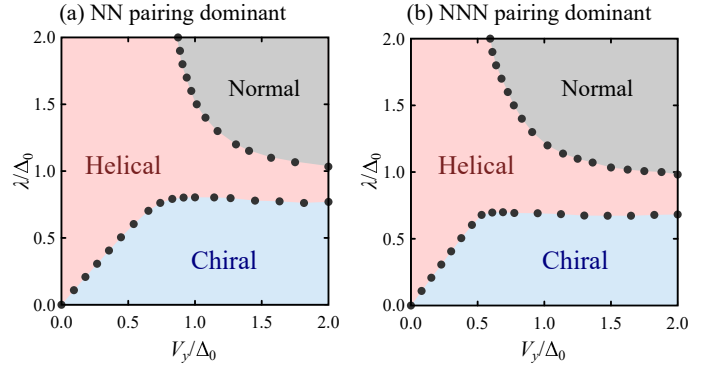 (a) NN pairing dominant
2.0
1.5
1.0
0.5
0.0
λ/Δ0
Normal
Helical
Chiral
0.0 0.5 1.0 1.5 2.0
Vy/Δ0
(b) NNN pairing dominant
2.0
1.5
1.0
0.5
0.0
λ/Δ0
Normal
Helical
Chiral
0.0 0.5 1.0 1.5 2.0
Vy/Δ0